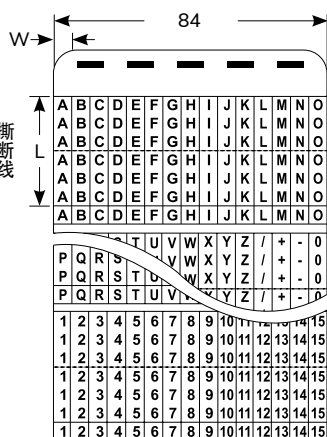 84
W
撕断线
L
A B C D E F G H I J K L M N O
A B C D E F G H I J K L M N O
A B C D E F G H I J K L M N O
A B C D E F G H I J K L M N O
A B C D E F G H I J K L M N O
A B C D E F G H I J K L M N O
A B C D E F G H I J K L M N O
S T U V W X Y Z / + - 0
P Q R S V W X Y Z / + - 0
P Q R S T V W X Y Z / + - 0
P Q R S T U V Y Z / + - 0
1 2 3 4 5 6 7 8 9 10 11 12 13 14 15
1 2 3 4 5 6 7 8 9 10 11 12 13 14 15
1 2 3 4 5 6 7 8 9 10 11 12 13 14 15
1 2 3 4 5 6 7 8 9 10 11 12 13 14 15
1 2 3 4 5 6 7 8 9 10 11 12 13 14 15
1 2 3 4 5 6 7 8 9 10 11 12 13 14 15
1 2 3 4 5 6 7 8 9 10 11 12 13 14 15